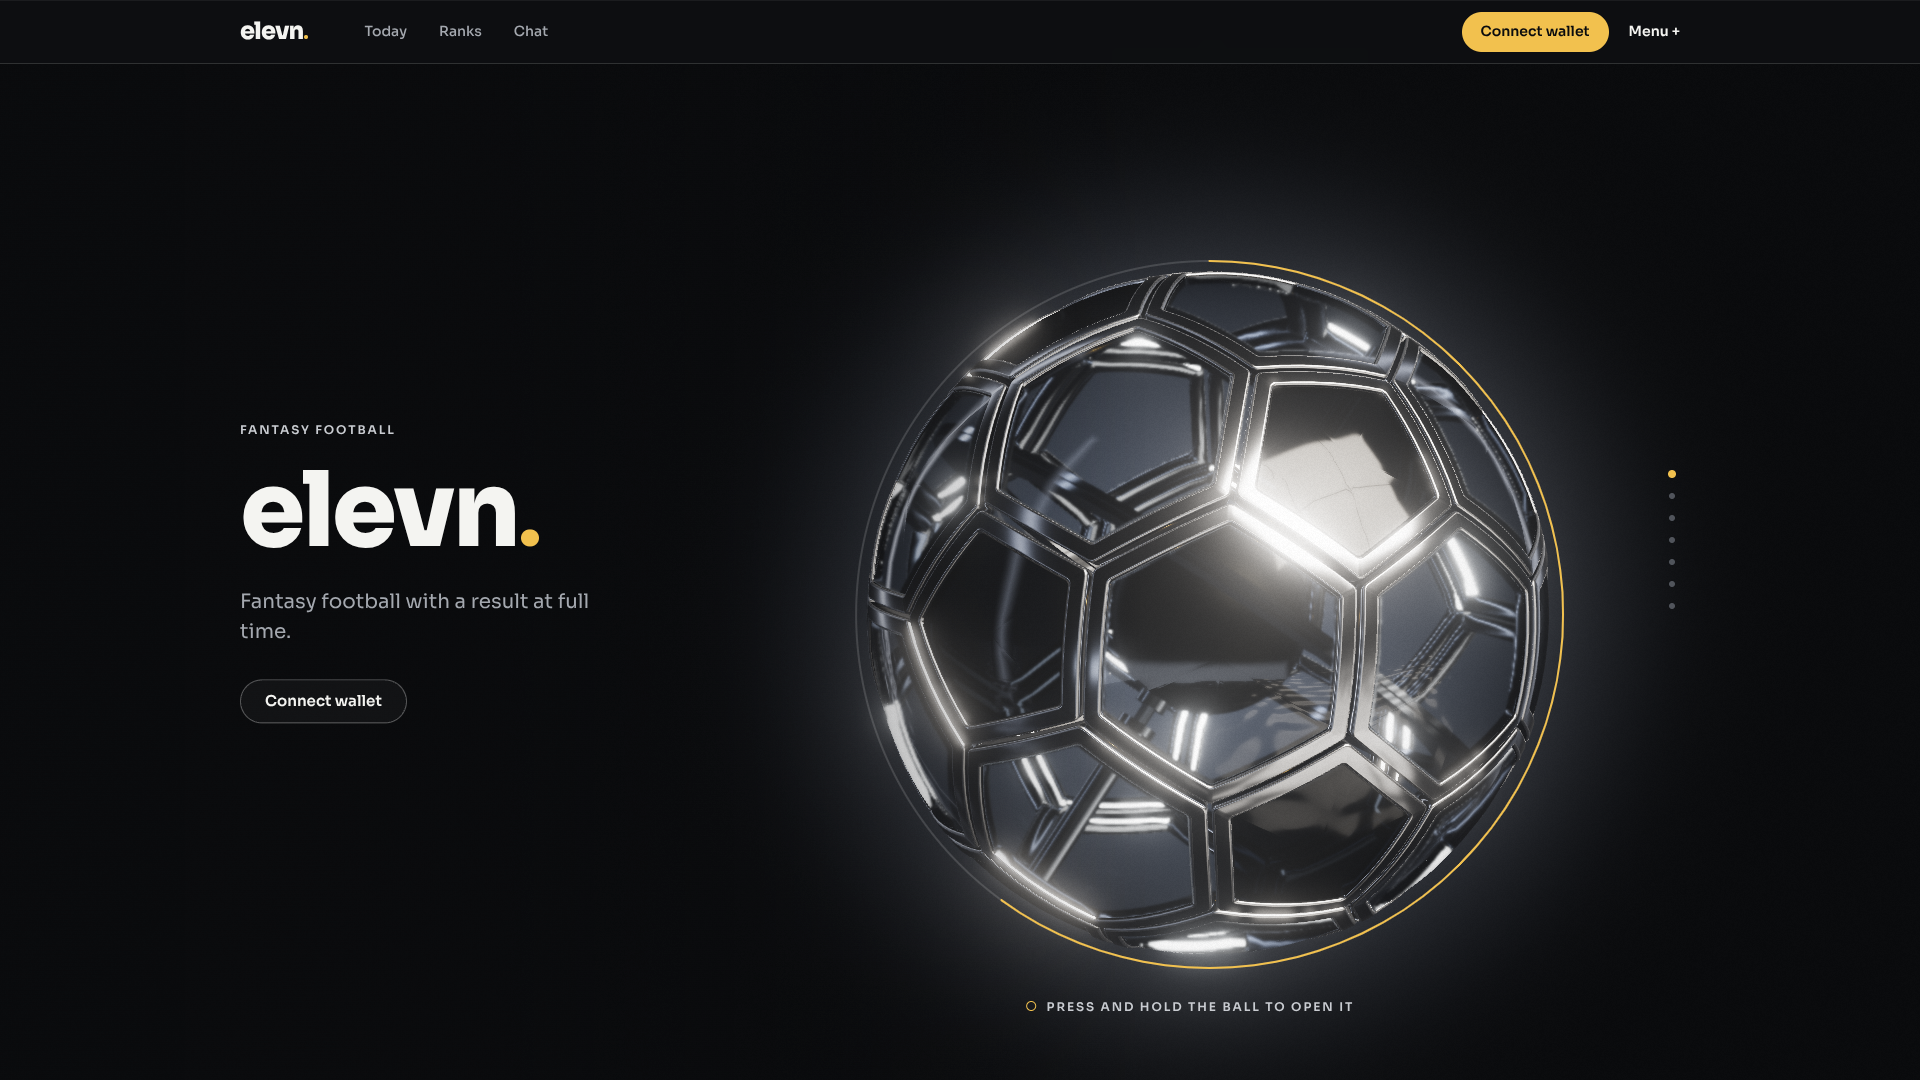 elevn.
Today
Ranks
Chat
Connect wallet
Menu +
FANTASY FOOTBALL
elevn.
Fantasy football with a result at full
time.
Connect wallet
PRESS AND HOLD THE BALL TO OPEN IT